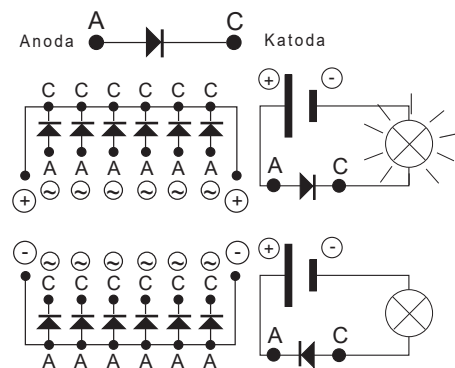 A C
Anoda Katoda
C C C C C C
A A A A A A
+ ~ ~ ~ ~ ~ ~ +
+ -
A C
- ~ ~ ~ ~ ~ ~ -
C C C C C C
A A A A A A
+ -
A C